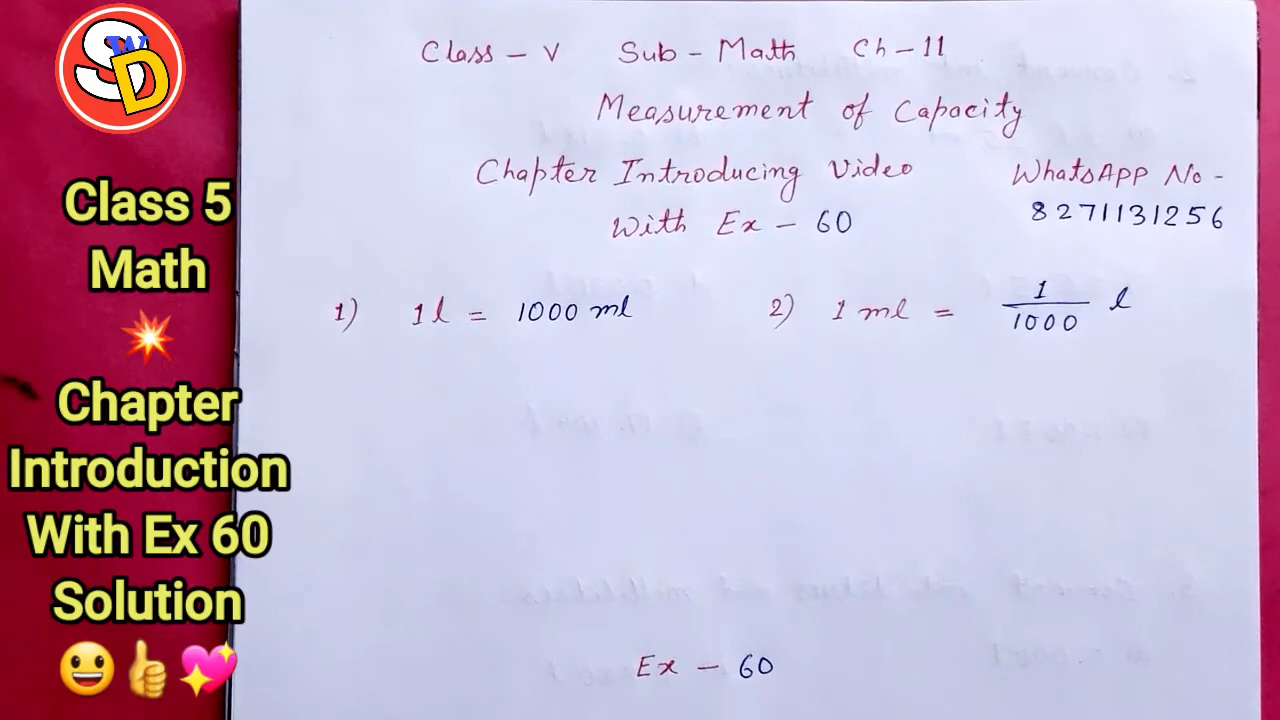 SWD
Class 5
Math
Chapter
Introduction
With Ex 60
Solution
Class - V Sub - Math Ch - 11
Measurement of Capacity
Chapter Introducing Video
With Ex - 60
WhatsApp No -
8271131256
1) 1l = 1000 ml
2) 1 ml = 1/1000 l
Ex - 60